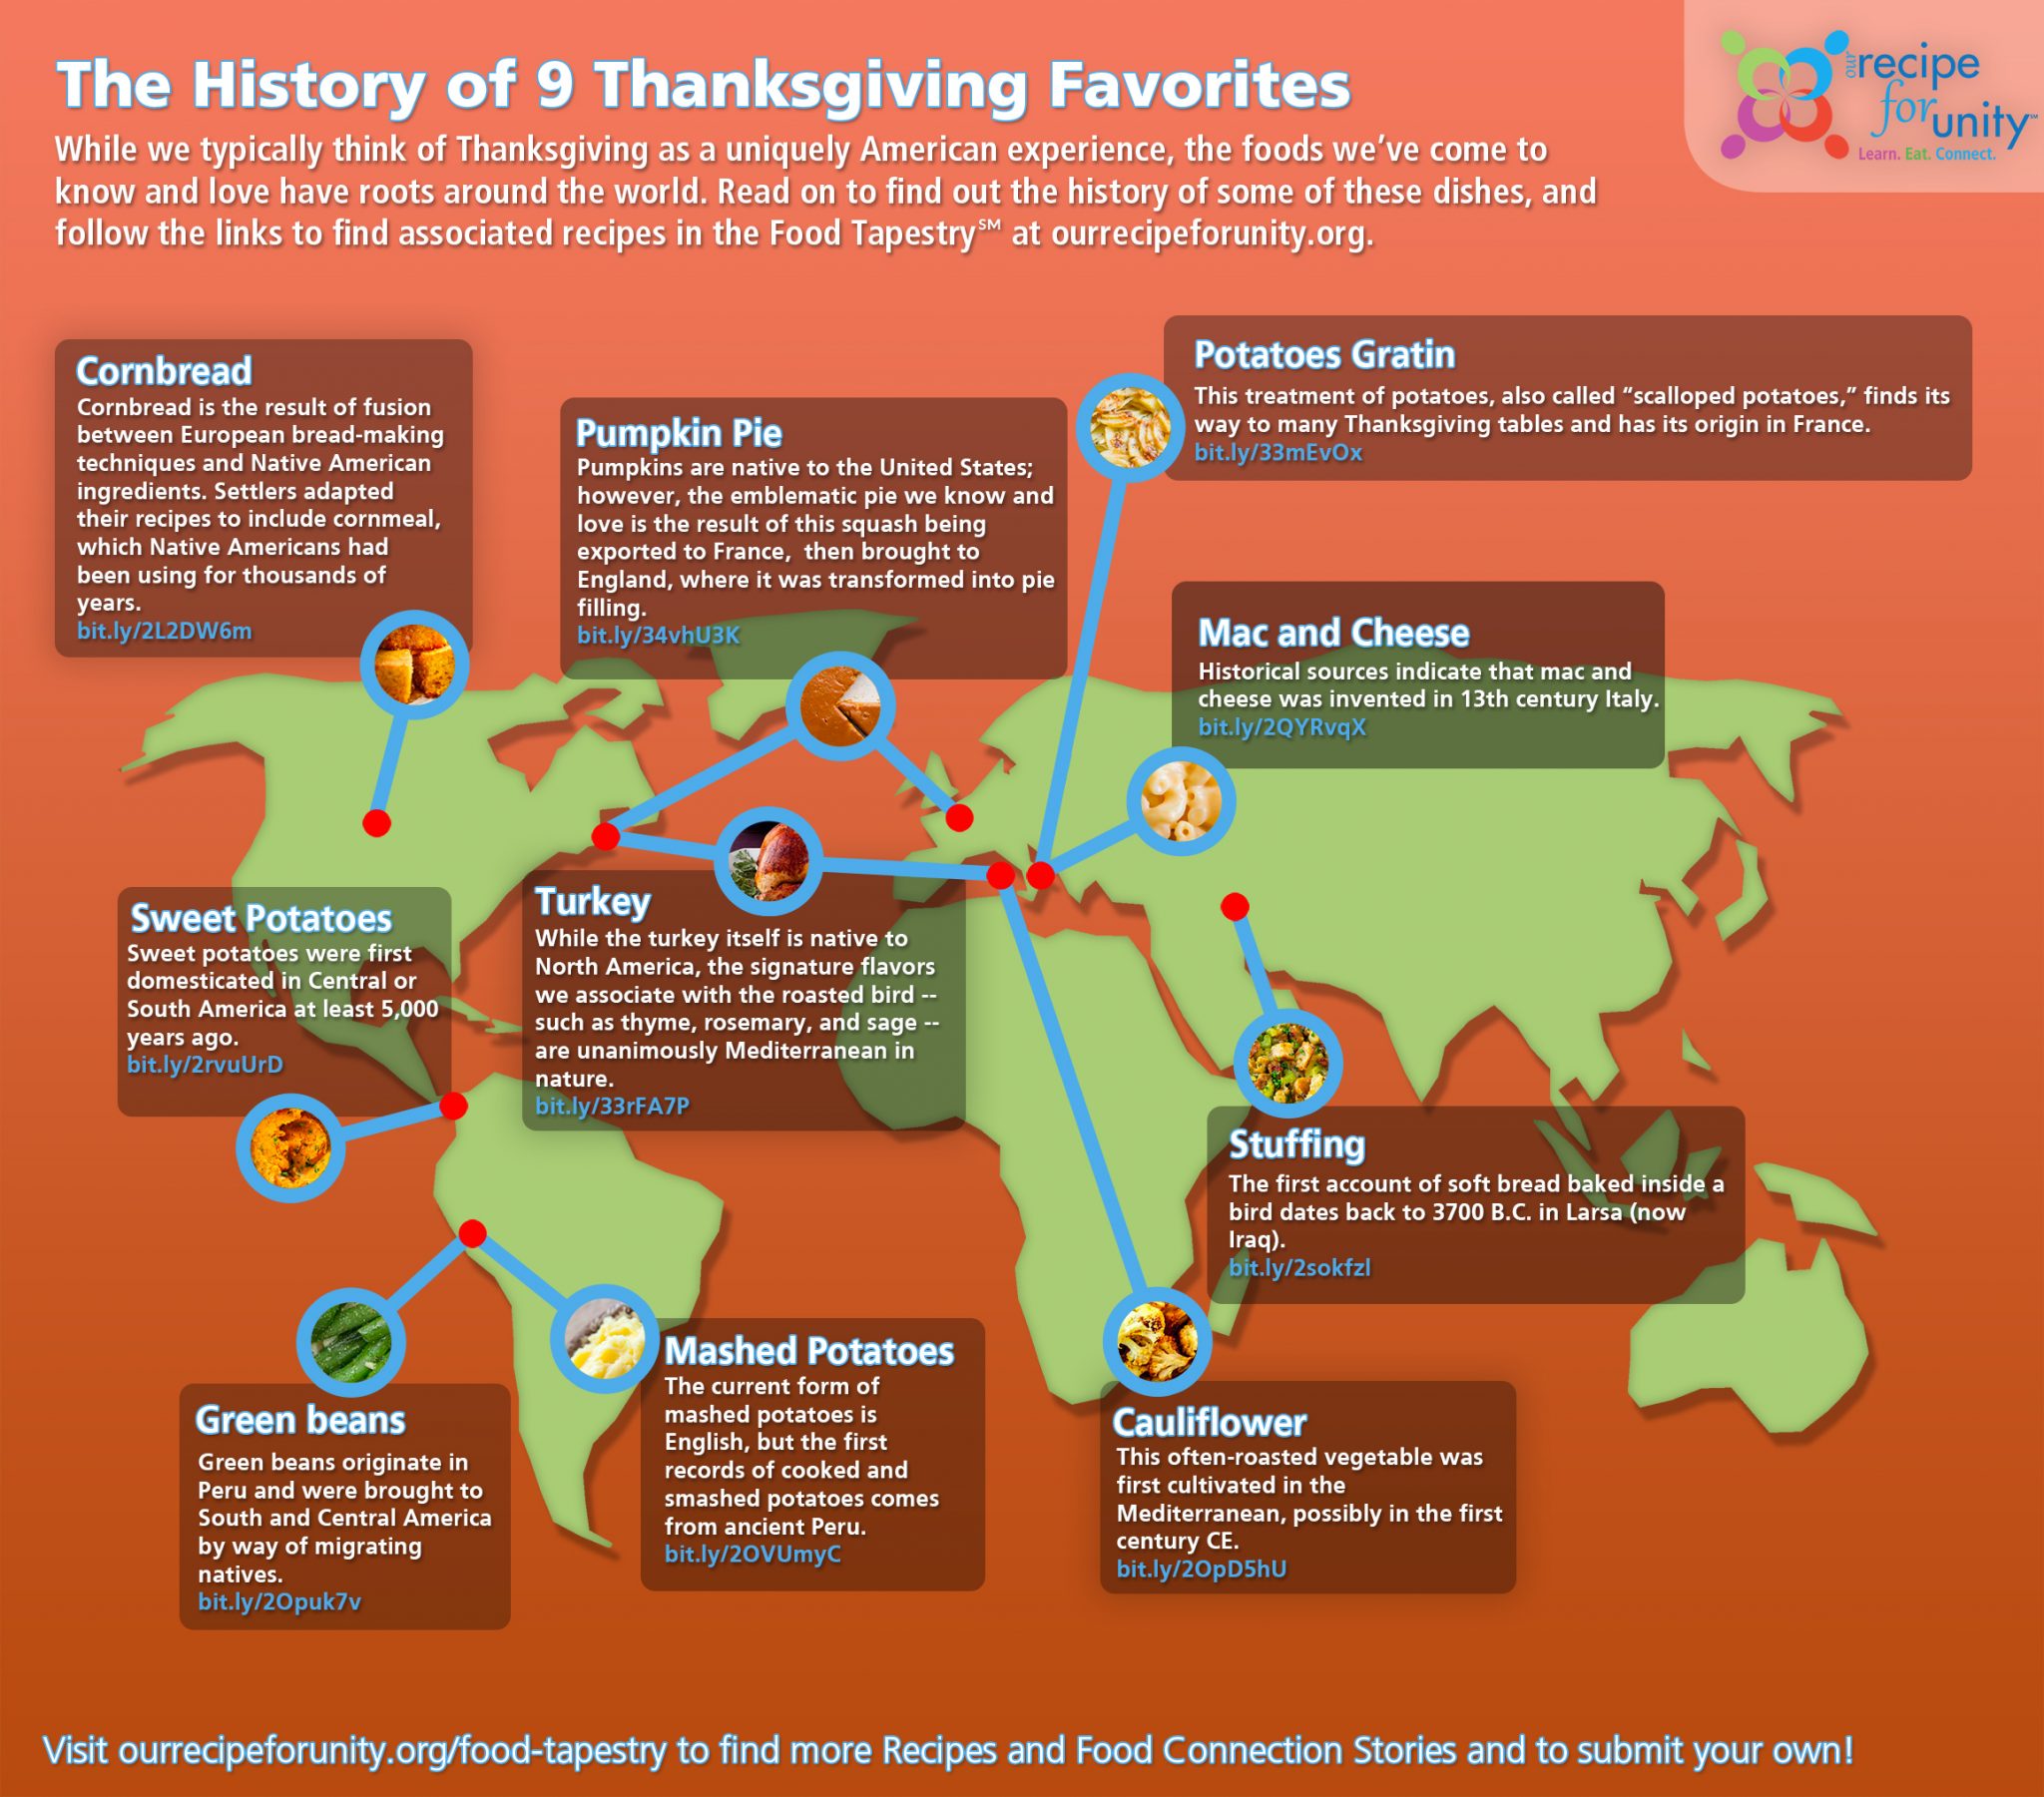 The History of 9 Thanksgiving Favorites
our recipe
for unity℠
Learn. Eat. Connect.
While we typically think of Thanksgiving as a uniquely American experience, the foods we’ve come to
know and love have roots around the world. Read on to find out the history of some of these dishes, and
follow the links to find associated recipes in the Food Tapestry℠ at ourrecipeforunity.org.
Cornbread
Cornbread is the result of fusion
between European bread-making
techniques and Native American
ingredients. Settlers adapted
their recipes to include cornmeal,
which Native Americans had
been using for thousands of
years.
bit.ly/2L2DW6m
Pumpkin Pie
Pumpkins are native to the United States;
however, the emblematic pie we know and
love is the result of this squash being
exported to France,  then brought to
England, where it was transformed into pie
filling.
bit.ly/34vhU3K
Potatoes Gratin
This treatment of potatoes, also called “scalloped potatoes,” finds its
way to many Thanksgiving tables and has its origin in France.
bit.ly/33mEvOx
Mac and Cheese
Historical sources indicate that mac and
cheese was invented in 13th century Italy.
bit.ly/2QYRvqX
Sweet Potatoes
Sweet potatoes were first
domesticated in Central or
South America at least 5,000
years ago.
bit.ly/2rvuUrD
Turkey
While the turkey itself is native to
North America, the signature flavors
we associate with the roasted bird --
such as thyme, rosemary, and sage --
are unanimously Mediterranean in
nature.
bit.ly/33rFA7P
Stuffing
The first account of soft bread baked inside a
bird dates back to 3700 B.C. in Larsa (now
Iraq).
bit.ly/2sokfzl
Green beans
Green beans originate in
Peru and were brought to
South and Central America
by way of migrating
natives.
bit.ly/2Opuk7v
Mashed Potatoes
The current form of
mashed potatoes is
English, but the first
records of cooked and
smashed potatoes comes
from ancient Peru.
bit.ly/2OVUmyC
Cauliflower
This often-roasted vegetable was
first cultivated in the
Mediterranean, possibly in the first
century CE.
bit.ly/2OpD5hU
Visit ourrecipeforunity.org/food-tapestry to find more Recipes and Food Connection Stories and to submit your own!